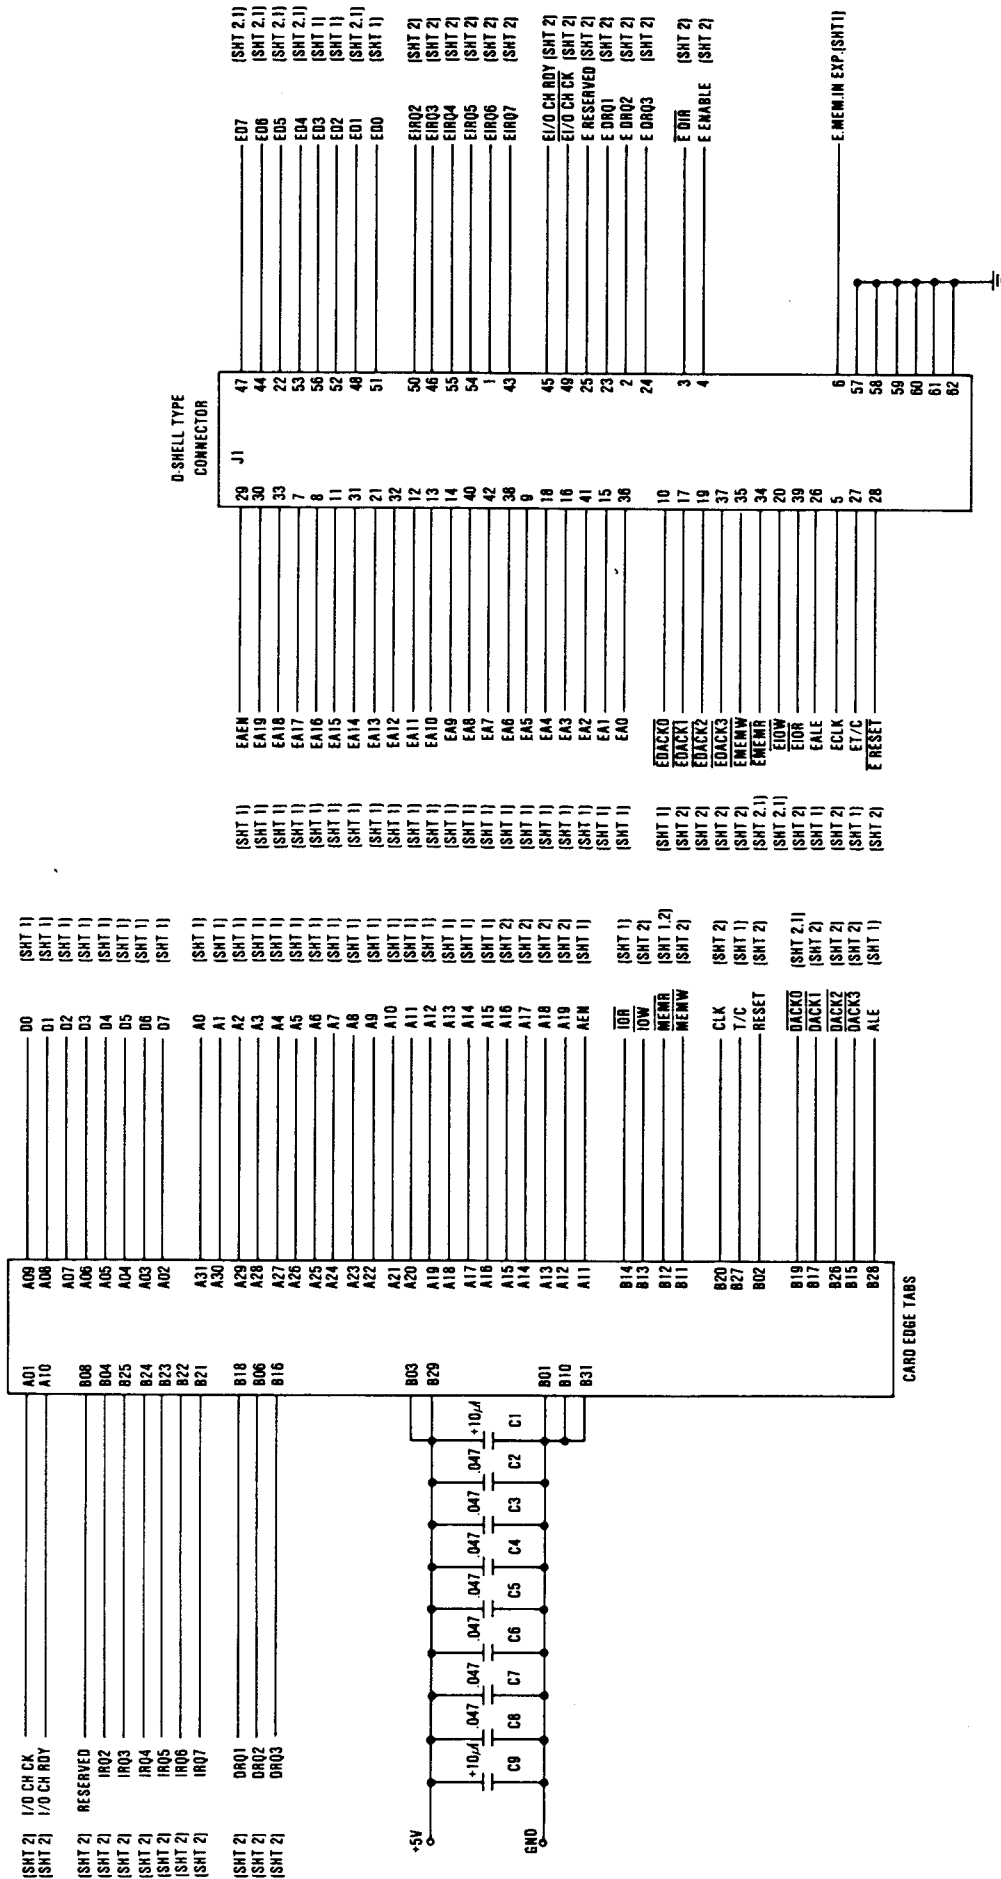 (SHT 2) I/O CH CK A01
(SHT 2) I/O CH RDY A10
(SHT 2) RESERVED B08
(SHT 2) IRQ2 B04
(SHT 2) IRQ3 B25
(SHT 2) IRQ4 B24
(SHT 2) IRQ5 B23
(SHT 2) IRQ6 B22
(SHT 2) IRQ7 B21
(SHT 2) DRQ1 B18
(SHT 2) DRQ2 B06
(SHT 2) DRQ3 B16
B03
+5V B29
+10μ .047 .047 .047 .047 .047 .047 .047 +10μ
C9 C8 C7 C6 C5 C4 C3 C2 C1
GND B01
B10
B31
A09 D0 (SHT 1)
A08 D1 (SHT 1)
A07 D2 (SHT 1)
A06 D3 (SHT 1)
A05 D4 (SHT 1)
A04 D5 (SHT 1)
A03 D6 (SHT 1)
A02 D7 (SHT 1)
A31 A0 (SHT 1)
A30 A1 (SHT 1)
A29 A2 (SHT 1)
A28 A3 (SHT 1)
A27 A4 (SHT 1)
A26 A5 (SHT 1)
A25 A6 (SHT 1)
A24 A7 (SHT 1)
A23 A8 (SHT 1)
A22 A9 (SHT 1)
A21 A10 (SHT 1)
A20 A11 (SHT 1)
A19 A12 (SHT 1)
A18 A13 (SHT 1)
A17 A14 (SHT 1)
A16 A15 (SHT 1)
A15 A16 (SHT 2)
A14 A17 (SHT 2)
A13 A18 (SHT 2)
A12 A19 (SHT 2)
A11 AEN (SHT 1)
B14 IOR (SHT 1)
B13 IOW (SHT 2)
B12 MEMR (SHT 1.2)
B11 MEMW (SHT 2)
B20 CLK (SHT 2)
B27 T/C (SHT 1)
B02 RESET (SHT 2)
B19 DACK0 (SHT 2.1)
B17 DACK1 (SHT 2)
B26 DACK2 (SHT 2)
B15 DACK3 (SHT 2)
B28 ALE (SHT 1)
CARD EDGE TABS
D-SHELL TYPE
CONNECTOR
J1
(SHT 1) EAEN 29
(SHT 1) EA19 30
(SHT 1) EA18 33
(SHT 1) EA17 7
(SHT 1) EA16 8
(SHT 1) EA15 11
(SHT 1) EA14 31
(SHT 1) EA13 21
(SHT 1) EA12 32
(SHT 1) EA11 12
(SHT 1) EA10 13
(SHT 1) EA9 14
(SHT 1) EA8 40
(SHT 1) EA7 42
(SHT 1) EA6 38
(SHT 1) EA5 9
(SHT 1) EA4 18
(SHT 1) EA3 16
(SHT 1) EA2 41
(SHT 1) EA1 15
(SHT 1) EA0 36
(SHT 1) EDACK0 10
(SHT 2) EDACK1 17
(SHT 2) EDACK2 19
(SHT 2) EDACK3 37
(SHT 2) EMEMW 35
(SHT 2.1) EMEMR 34
(SHT 2.1) EIOW 20
(SHT 2) EIOR 39
(SHT 1) EALE 26
(SHT 2) ECLK 5
(SHT 1) ET/C 27
(SHT 2) E RESET 28
47 ED7 (SHT 2.1)
44 ED6 (SHT 2.1)
22 ED5 (SHT 2.1)
53 ED4 (SHT 2.1)
56 ED3 (SHT 1)
52 ED2 (SHT 1)
48 ED1 (SHT 2.1)
51 ED0 (SHT 1)
50 EIRQ2 (SHT 2)
46 EIRQ3 (SHT 2)
55 EIRQ4 (SHT 2)
54 EIRQ5 (SHT 2)
1 EIRQ6 (SHT 2)
43 EIRQ7 (SHT 2)
45 EI/O CH RDY (SHT 2)
49 EI/O CH CK (SHT 2)
25 E RESERVED (SHT 2)
23 E DRQ1 (SHT 2)
2 E DRQ2 (SHT 2)
24 E DRQ3 (SHT 2)
3 E DIR (SHT 2)
4 E ENABLE (SHT 2)
6 E.MEM.IN EXP.(SHT1)
57
58
59
60
61
62